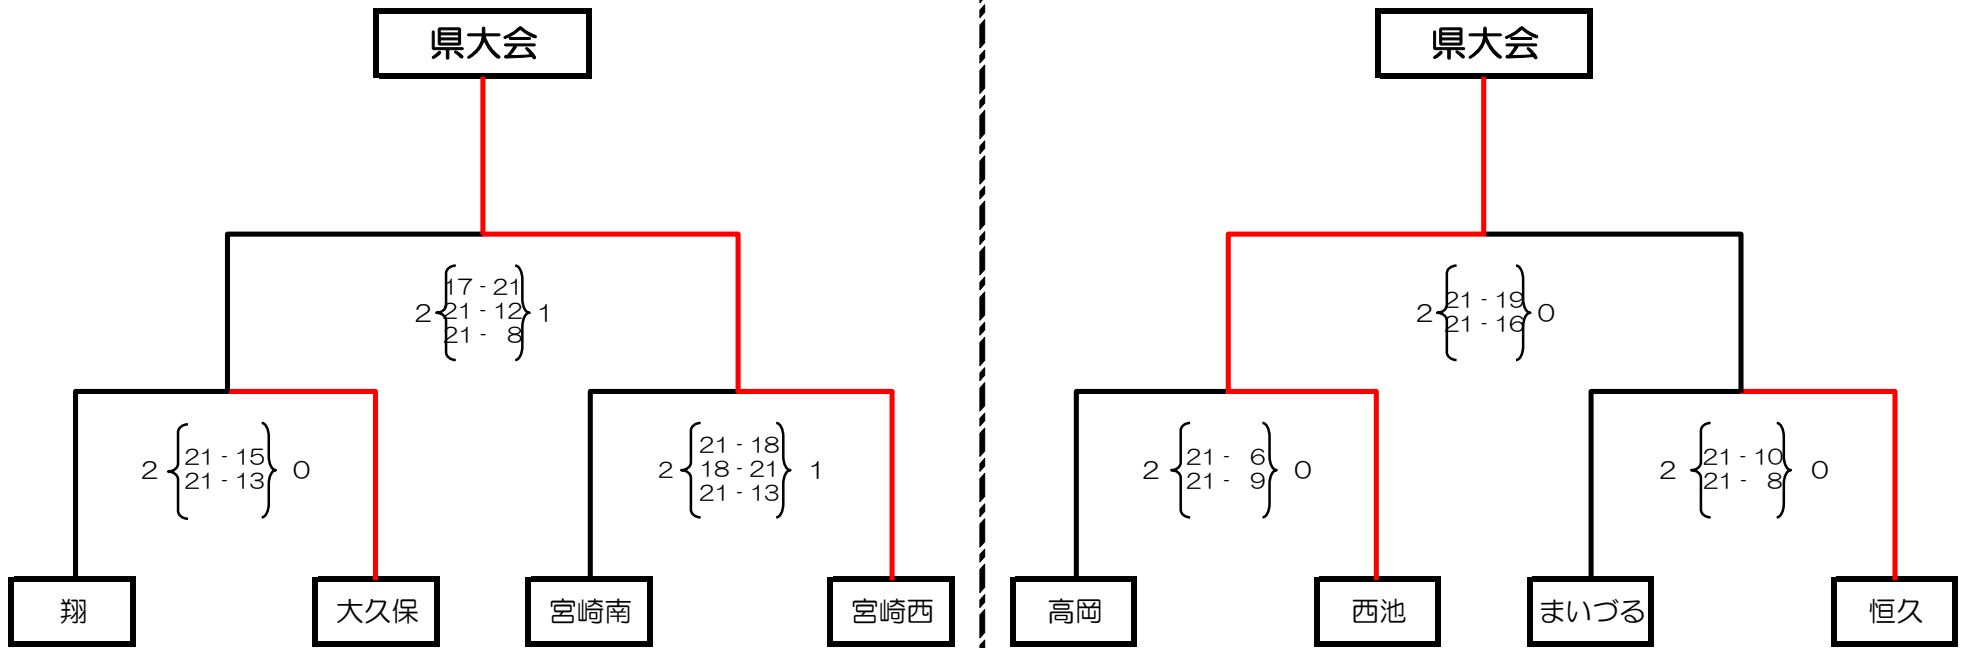 県大会
県大会
2 17 - 21 1
21 - 12
21 - 8
2 21 - 19 0
21 - 16
2 21 - 15 0
21 - 13
2 21 - 18 1
18 - 21
21 - 13
2 21 - 6 0
21 - 9
2 21 - 10 0
21 - 8
翔
大久保
宮崎南
宮崎西
高岡
西池
まいづる
恒久